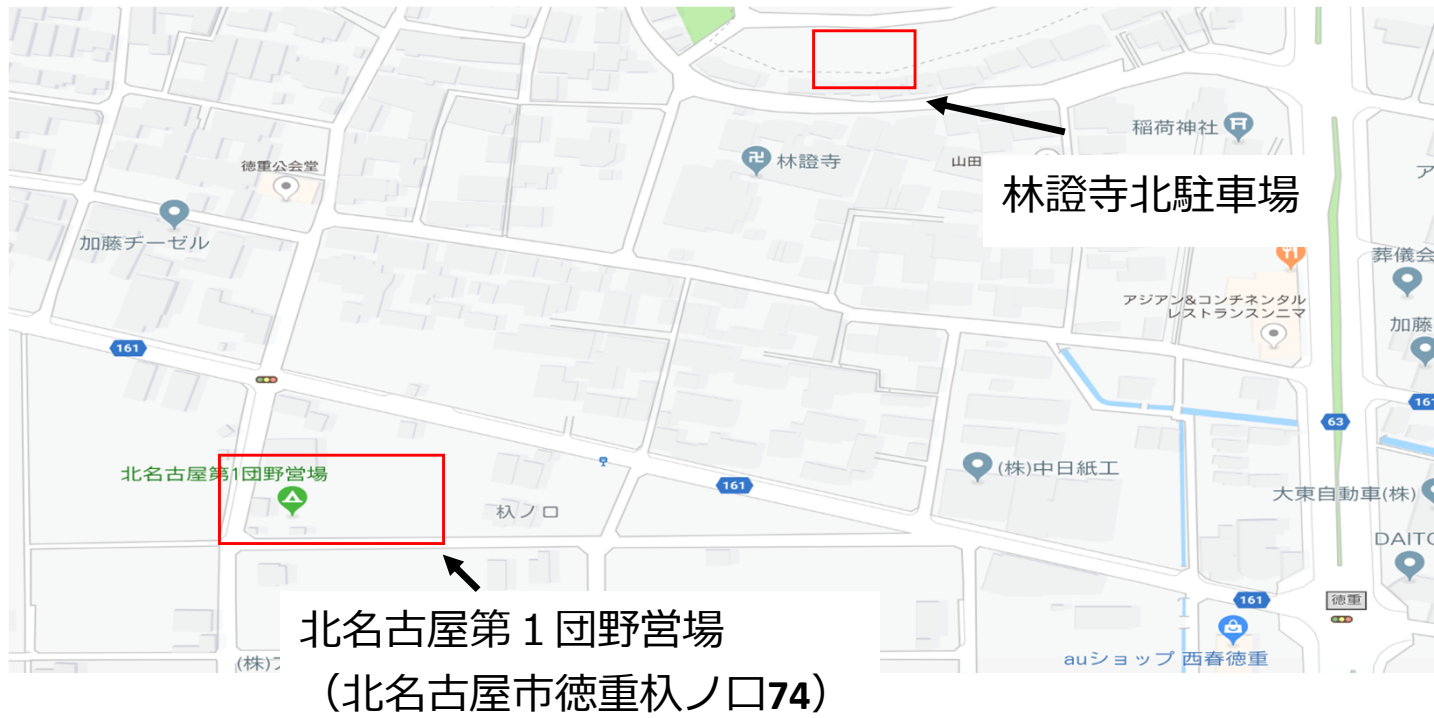 稲荷神社
林證寺
山田
徳重公会堂
林證寺北駐車場
加藤ヂーゼル
葬儀会
アジアン&コンチネンタル
レストランスンニマ
加藤
161
161
63
北名古屋第1団野営場
(株)中日紙工
161
大東自動車(株)
杁ノ口
DAITO
161
徳重
北名古屋第１団野営場
auショップ 西春徳重
（北名古屋市徳重杁ノ口74）